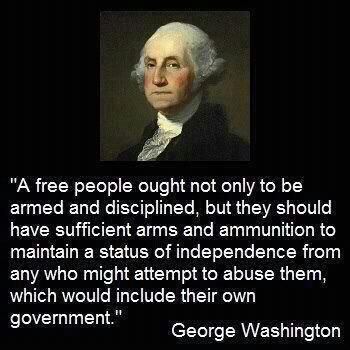 "A free people ought not only to be
armed and disciplined, but they should
have sufficient arms and ammunition to
maintain a status of independence from
any who might attempt to abuse them,
which would include their own
government."
George Washington